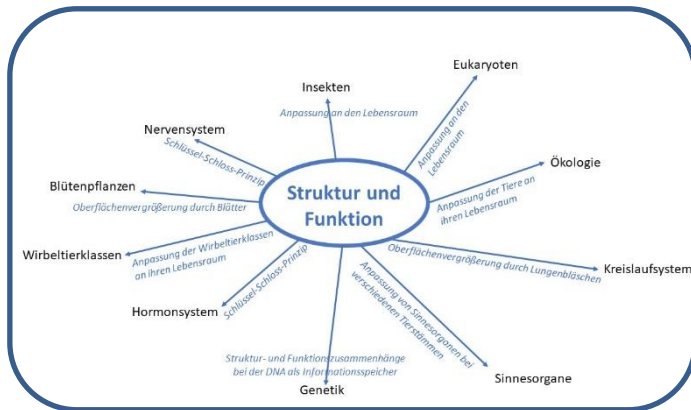 Eukaryoten
Insekten
Anpassung an den Lebensraum
Anpassung an den
Lebensraum
Nervensystem
Schlüssel-Schloss-Prinzip
Ökologie
Anpassung der Tiere an
ihren Lebensraum
Blütenpflanzen
Oberflächenvergrößerung durch Blätter
Struktur und
Funktion
Wirbeltierklassen
Anpassung der Wirbeltierklassen
an ihren Lebensraum
Oberflächenvergrößerung durch Lungenbläschen
Kreislaufsystem
Hormonsystem
Schlüssel-Schloss-Prinzip
Anpassung von Sinnesorganen bei
verschiedenen Tierstämmen
Struktur- und Funktionszusammenhänge
bei der DNA als Informationsspeicher
Genetik
Sinnesorgane